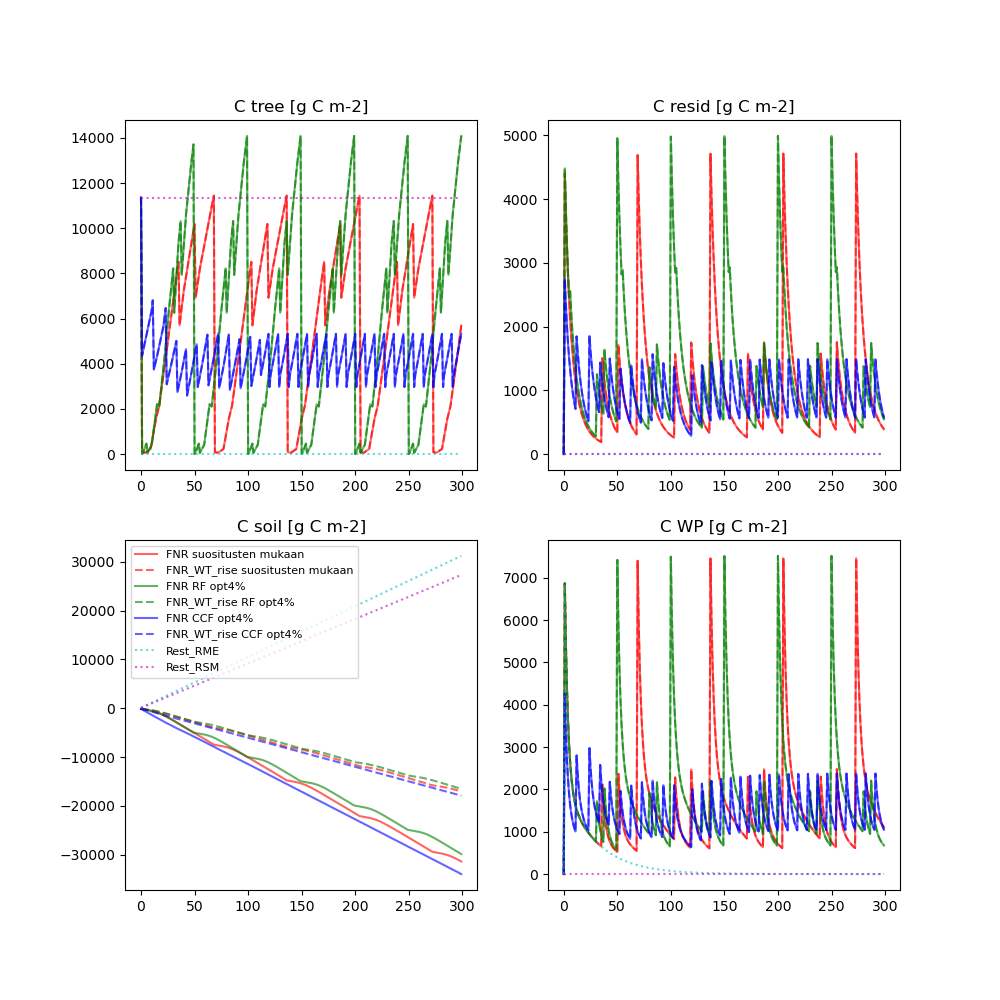 C tree [g C m-2]
14000
12000
10000
8000
6000
4000
2000
0
0 50 100 150 200 250 300
C resid [g C m-2]
5000
4000
3000
2000
1000
0
0 50 100 150 200 250 300
C soil [g C m-2]
30000
20000
10000
0
−10000
−20000
−30000
FNR suositusten mukaan
FNR_WT_rise suositusten mukaan
FNR RF opt4%
FNR_WT_rise RF opt4%
FNR CCF opt4%
FNR_WT_rise CCF opt4%
Rest_RME
Rest_RSM
0 50 100 150 200 250 300
C WP [g C m-2]
7000
6000
5000
4000
3000
2000
1000
0
0 50 100 150 200 250 300